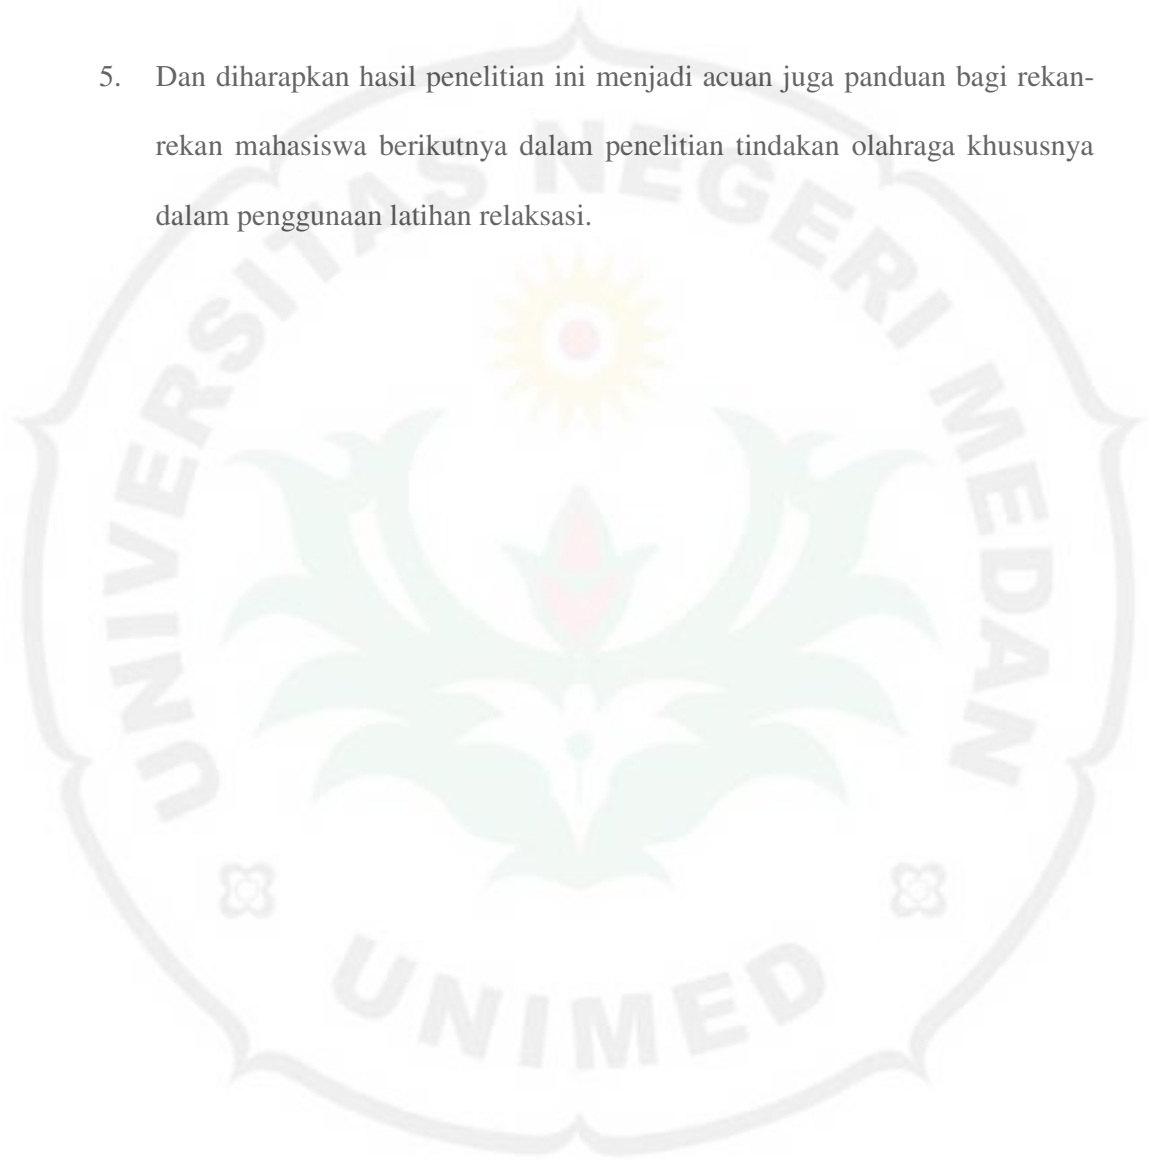 5. Dan diharapkan hasil penelitian ini menjadi acuan juga panduan bagi rekan-
rekan mahasiswa berikutnya dalam penelitian tindakan olahraga khususnya
dalam penggunaan latihan relaksasi.
UNIVERSITAS NEGERI MEDAN
UNIMED